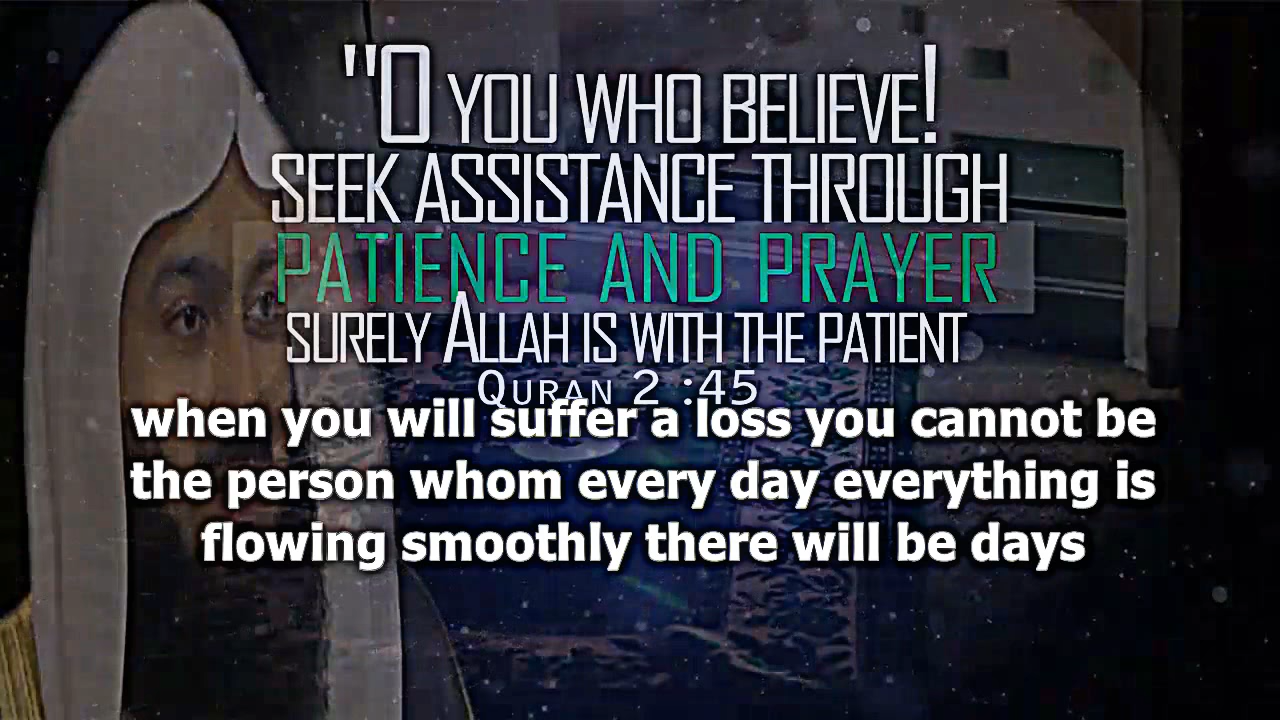 "O YOU WHO BELIEVE!
SEEK ASSISTANCE THROUGH
PATIENCE AND PRAYER
SURELY ALLAH IS WITH THE PATIENT
QURAN 2 :45
when you will suffer a loss you cannot be
the person whom every day everything is
flowing smoothly there will be days